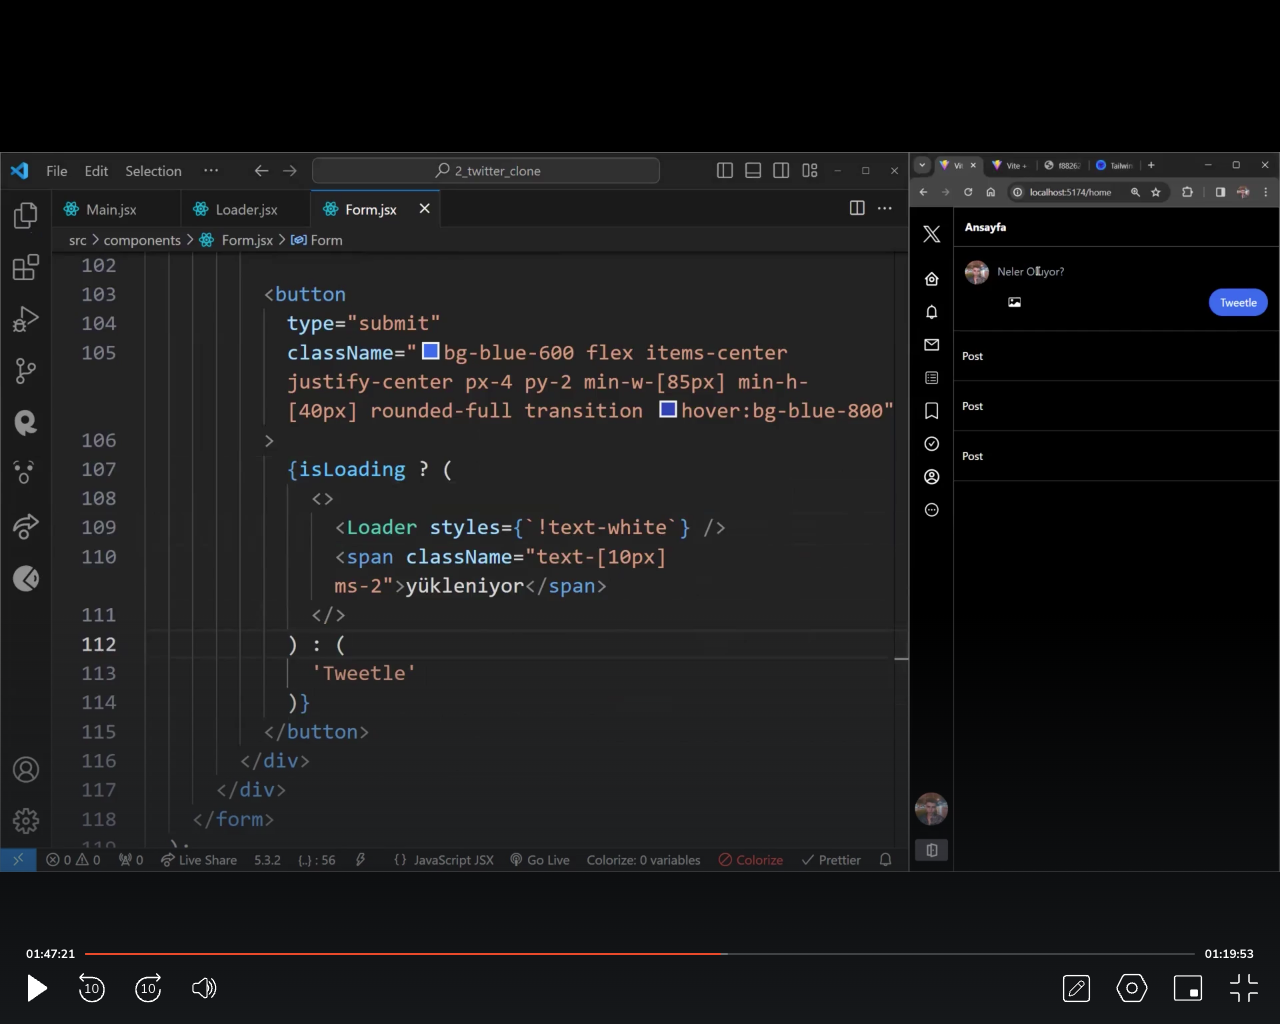 File Edit Selection ··· 2_twitter_clone
Main.jsx Loader.jsx Form.jsx
src > components > Form.jsx > Form
102
103 <button
104 type="submit"
105 className="bg-blue-600 flex items-center
justify-center px-4 py-2 min-w-[85px] min-h-
[40px] rounded-full transition hover:bg-blue-800"
106 >
107 {isLoading ? (
108 <>
109 <Loader styles={`!text-white`} />
110 <span className="text-[10px]
ms-2">yükleniyor</span>
111 </>
112 ) : (
113 'Tweetle'
114 )}
115 </button>
116 </div>
117 </div>
118 </form>
119 );
0 0 0 Live Share 5.3.2 {..} : 56 {} JavaScript JSX Go Live Colorize: 0 variables Colorize Prettier
Vi Vite + f8826 Tailwin
localhost:5174/home
Ansayfa
Neler Oluyor?
Tweetle
Post
Post
Post
01:47:21 01:19:53
10 10